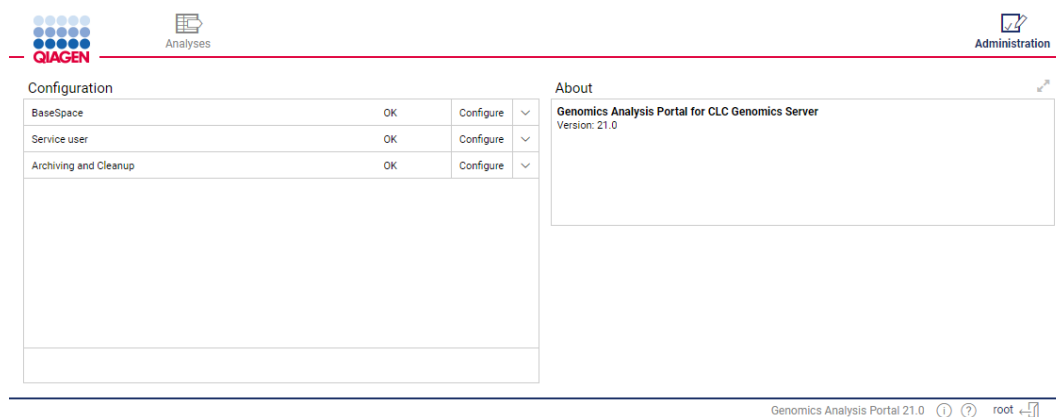 QIAGEN
Analyses
Administration
Configuration
BaseSpace OK Configure
Service user OK Configure
Archiving and Cleanup OK Configure
About
Genomics Analysis Portal for CLC Genomics Server
Version: 21.0
Genomics Analysis Portal 21.0 i ? root